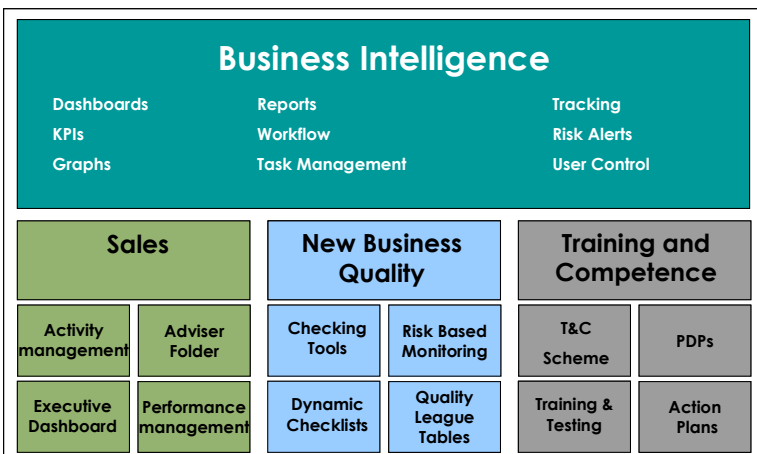 Business Intelligence
Dashboards Reports Tracking
KPIs Workflow Risk Alerts
Graphs Task Management User Control
Sales
New Business
Quality
Training and
Competence
Activity
management
Adviser
Folder
Checking
Tools
Risk Based
Monitoring
T&C
Scheme
PDPs
Executive
Dashboard
Performance
management
Dynamic
Checklists
Quality
League
Tables
Training &
Testing
Action
Plans